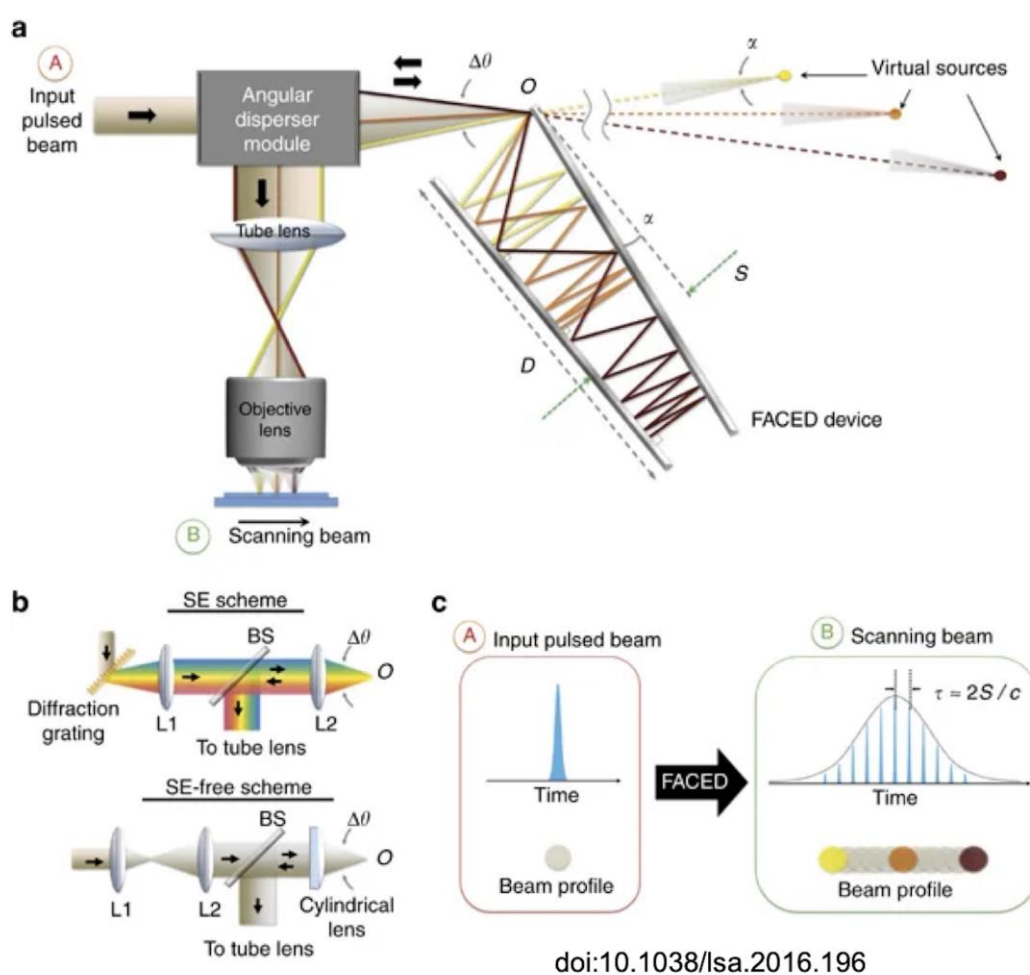 a
A
Input
pulsed
beam
Angular
disperser
module
Δθ
O
α
Virtual sources
Tube lens
α
S
D
Objective
lens
FACED device
B
Scanning beam
b
SE scheme
BS
Δθ
O
Diffraction
grating
L1
L2
To tube lens
SE-free scheme
BS
Δθ
O
L1
L2
Cylindrical
lens
To tube lens
c
A Input pulsed beam
Time
Beam profile
FACED
B Scanning beam
τ = 2S / c
Time
Beam profile
doi:10.1038/lsa.2016.196